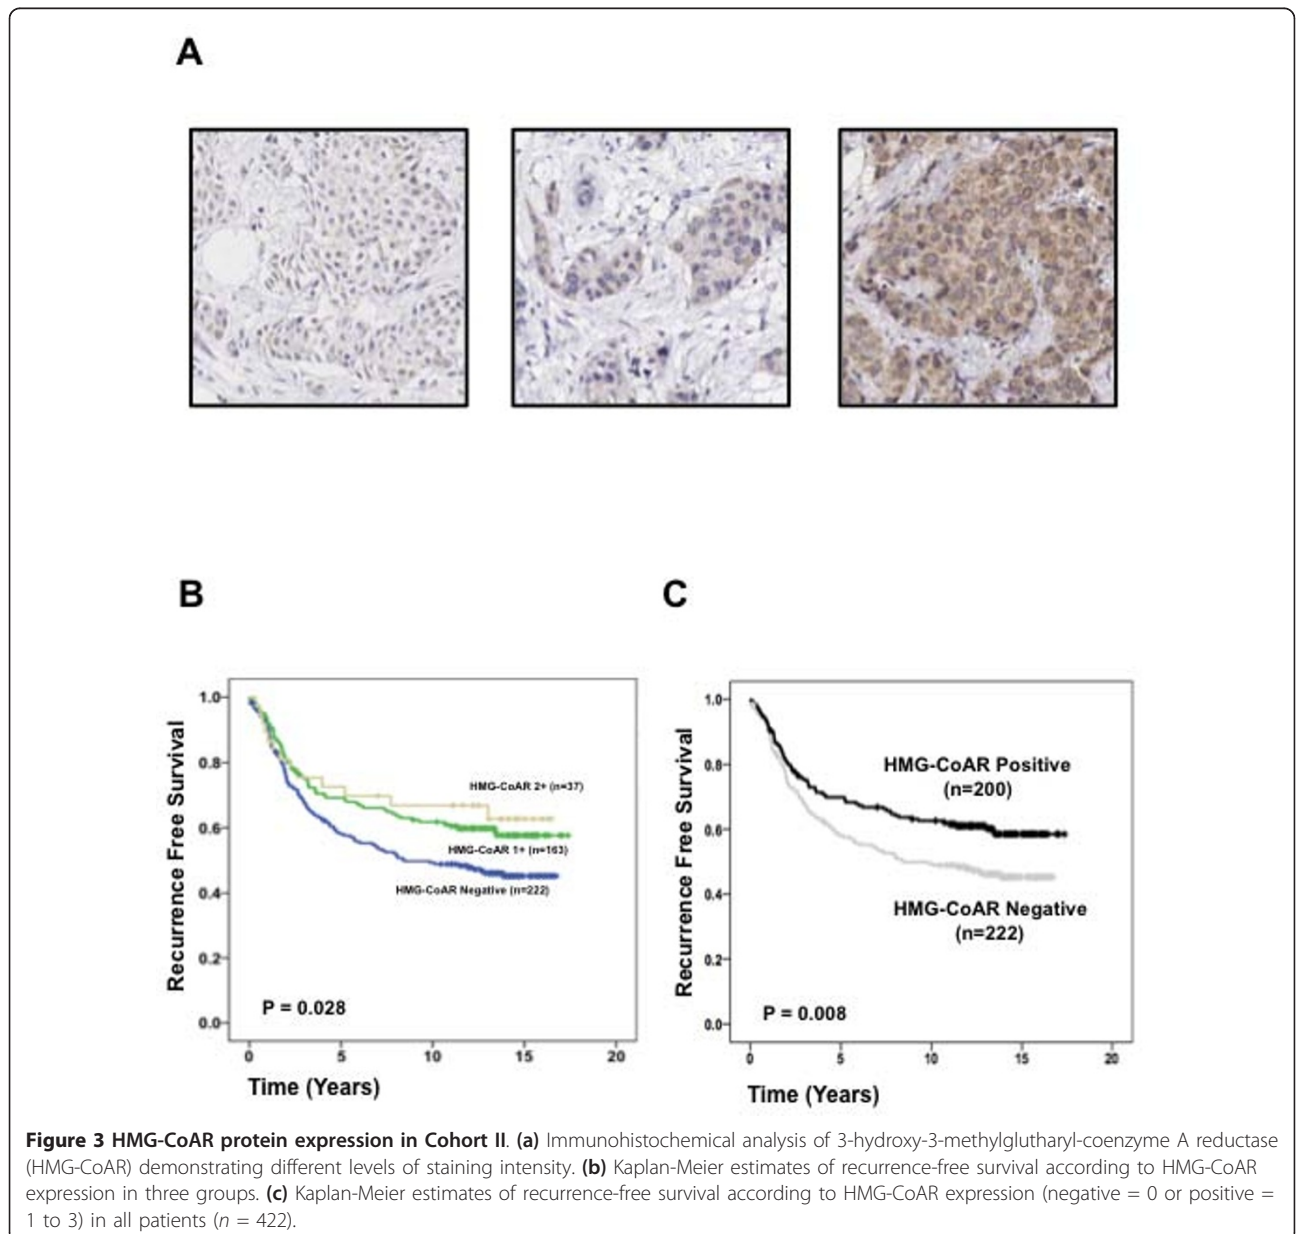 A
B
C
1.0
0.8
0.6
0.4
0.2
0.0
Recurrence Free Survival
HMG-CoAR 2+ (n=37)
HMG-CoAR 1+ (n=163)
HMG-CoAR Negative (n=222)
P = 0.028
0 5 10 15 20
Time (Years)
1.0
0.8
0.6
0.4
0.2
0.0
Recurrence Free Survival
HMG-CoAR Positive
(n=200)
HMG-CoAR Negative
(n=222)
P = 0.008
0 5 10 15 20
Time (Years)
Figure 3 HMG-CoAR protein expression in Cohort II. (a) Immunohistochemical analysis of 3-hydroxy-3-methylglutharyl-coenzyme A reductase
(HMG-CoAR) demonstrating different levels of staining intensity. (b) Kaplan-Meier estimates of recurrence-free survival according to HMG-CoAR
expression in three groups. (c) Kaplan-Meier estimates of recurrence-free survival according to HMG-CoAR expression (negative = 0 or positive =
1 to 3) in all patients (n = 422).